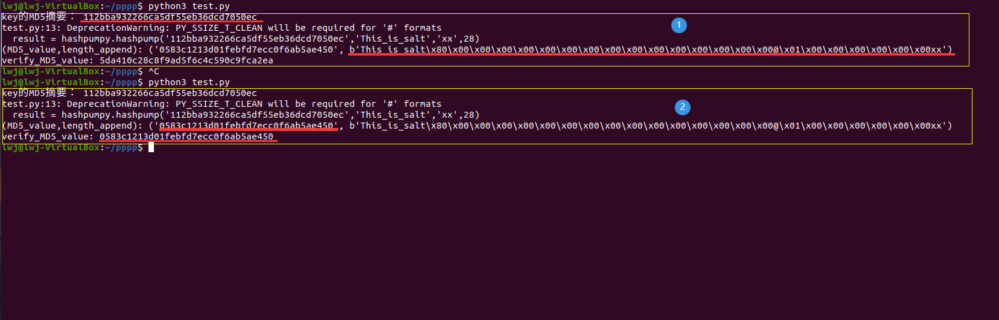 lwj@lwj-VirtualBox:~/pppp$ python3 test.py
key的MD5摘要： 112bba932266ca5df55eb36dcd7050ec
test.py:13: DeprecationWarning: PY_SSIZE_T_CLEAN will be required for '#' formats
  result = hashpumpy.hashpump('112bba932266ca5df55eb36dcd7050ec','This_is_salt','xx',28)
(MD5_value,length_append): ('0583c1213d01febfd7ecc0f6ab5ae450', b'This_is_salt\x80\x00\x00\x00\x00\x00\x00\x00\x00\x00\x00\x00\x00\x00\x00\x00@\x01\x00\x00\x00\x00\x00\x00xx')
verify_MD5_value: 5da410c28c8f9ad5f6c4c590c9fca2ea
1
lwj@lwj-VirtualBox:~/pppp$ ^C
lwj@lwj-VirtualBox:~/pppp$ python3 test.py
key的MD5摘要： 112bba932266ca5df55eb36dcd7050ec
test.py:13: DeprecationWarning: PY_SSIZE_T_CLEAN will be required for '#' formats
  result = hashpumpy.hashpump('112bba932266ca5df55eb36dcd7050ec','This_is_salt','xx',28)
(MD5_value,length_append): ('0583c1213d01febfd7ecc0f6ab5ae450', b'This_is_salt\x80\x00\x00\x00\x00\x00\x00\x00\x00\x00\x00\x00\x00\x00\x00\x00@\x01\x00\x00\x00\x00\x00\x00xx')
verify_MD5_value: 0583c1213d01febfd7ecc0f6ab5ae450
2
lwj@lwj-VirtualBox:~/pppp$